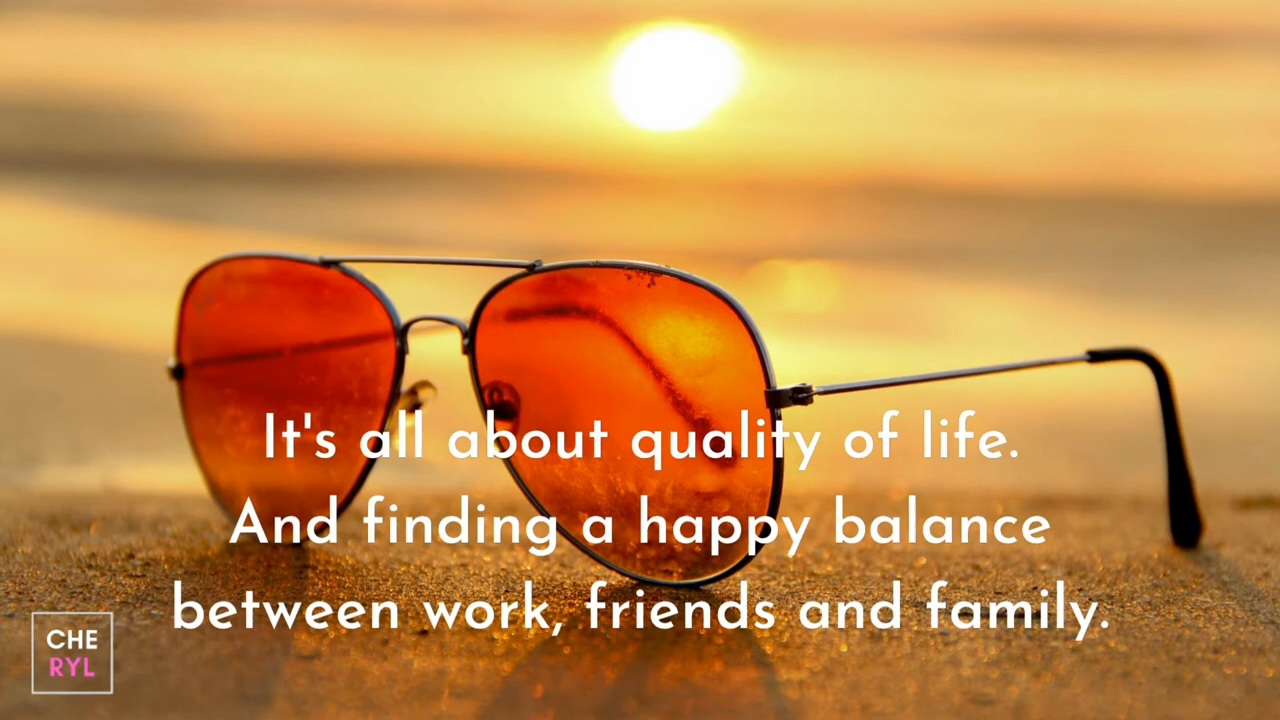 It's all about quality of life.
And finding a happy balance
between work, friends and family.
CHE
RYL